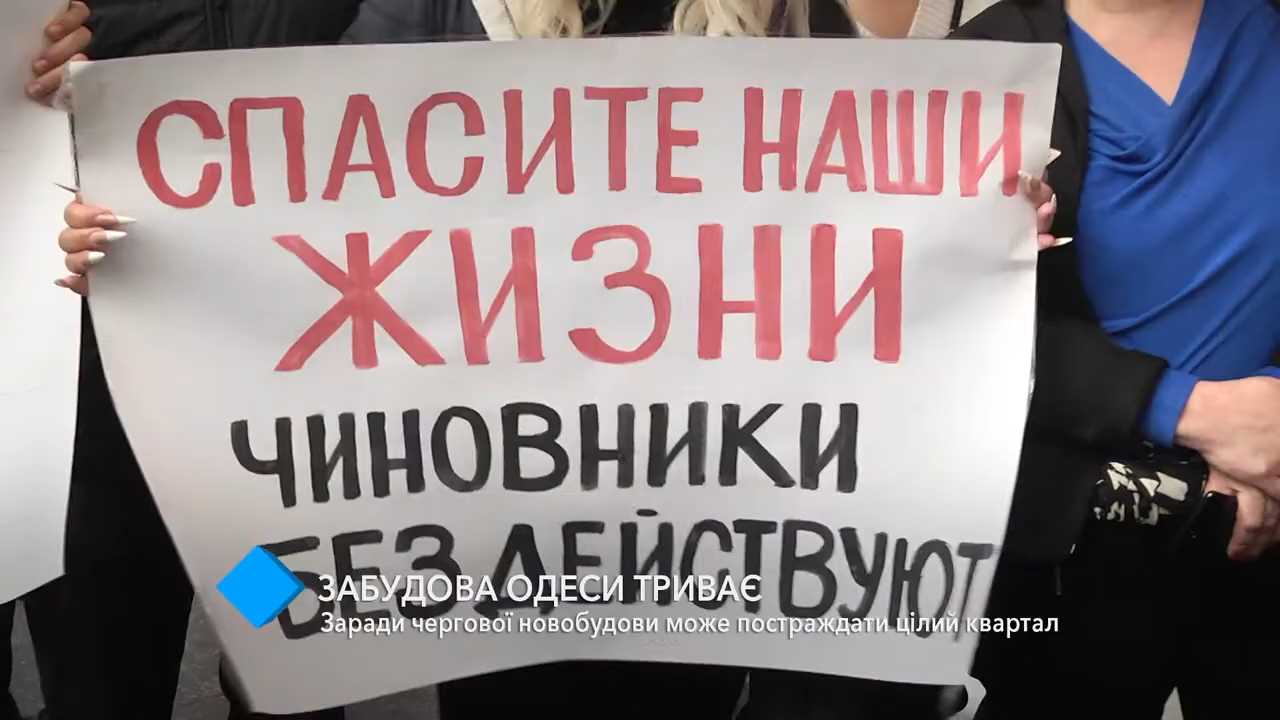 СПАСИТЕ НАШИ
ЖИЗНИ
ЧИНОВНИКИ
БЕЗДЕЙСТВУЮТ
ЗАБУДОВА ОДЕСИ ТРИВАЄ
Заради чергової новобудови може постраждати цілий квартал